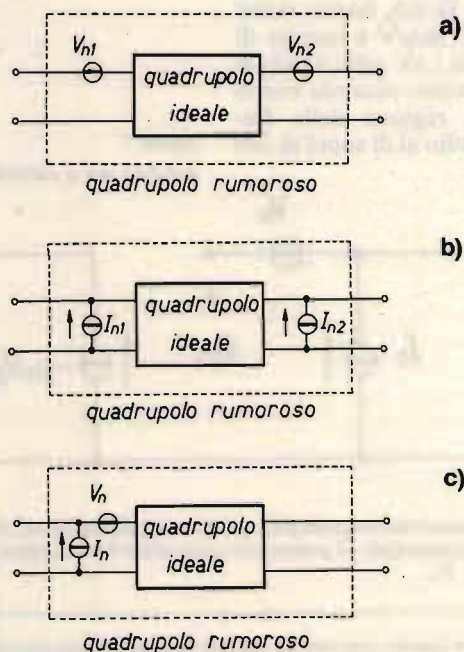 a)
V_n1
V_n2
quadrupolo
ideale
quadrupolo rumoroso
b)
I_n1
quadrupolo
ideale
I_n2
quadrupolo rumoroso
c)
V_n
I_n
quadrupolo
ideale
quadrupolo rumoroso